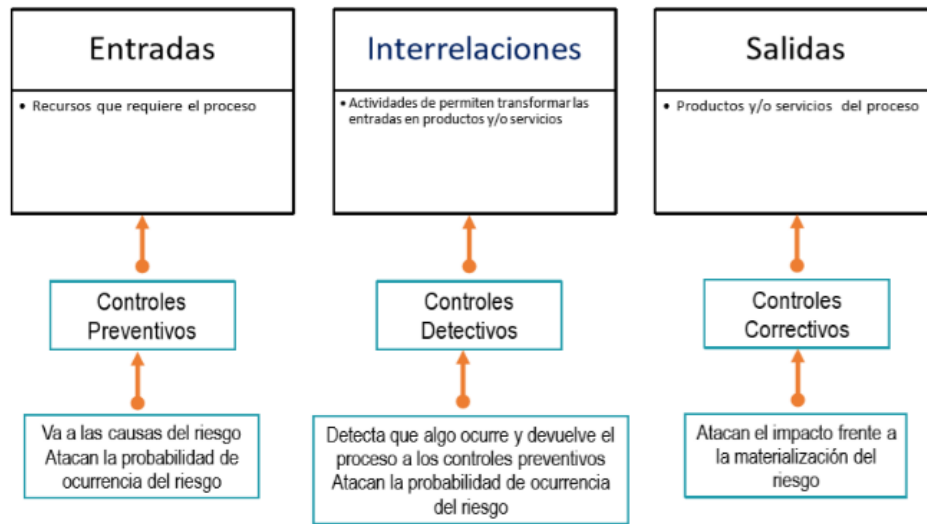 Entradas
• Recursos que requiere el proceso
Interrelaciones
• Actividades de permiten transformar las
entradas en productos y/o servicios
Salidas
• Productos y/o servicios del proceso
Controles
Preventivos
Controles
Detectivos
Controles
Correctivos
Va a las causas del riesgo
Atacan la probabilidad de
ocurrencia del riesgo
Detecta que algo ocurre y devuelve el
proceso a los controles preventivos
Atacan la probabilidad de ocurrencia
del riesgo
Atacan el impacto frente a
la materialización del
riesgo